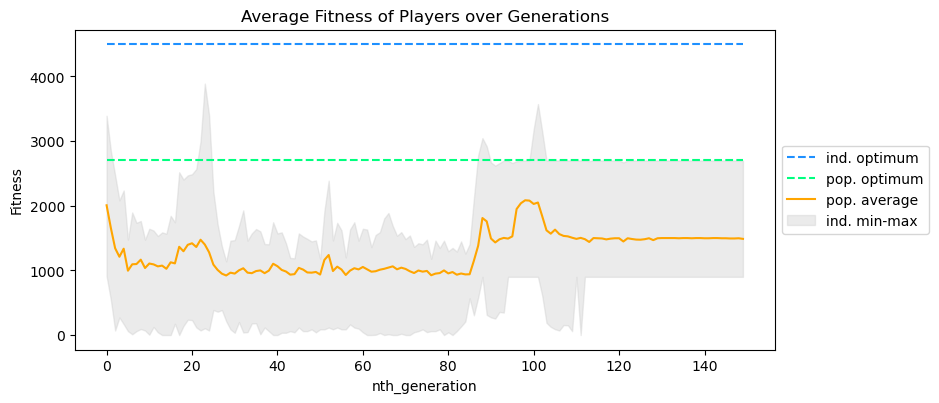 Average Fitness of Players over Generations
Fitness
4000
3000
2000
1000
0
0 20 40 60 80 100 120 140
nth_generation
ind. optimum
pop. optimum
pop. average
ind. min-max